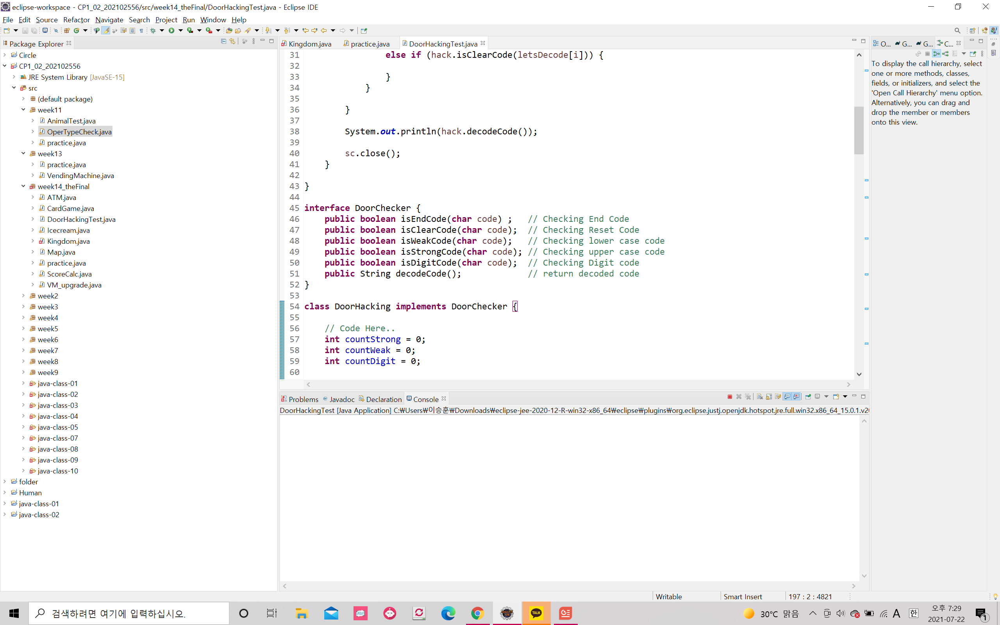 eclipse-workspace - CP1_02_202102556/src/week14_theFinal/DoorHackingTest.java - Eclipse IDE
File Edit Source Refactor Navigate Search Project Run Window Help
Package Explorer
Circle
CP1_02_202102556
JRE System Library [JavaSE-15]
src
(default package)
week11
AnimalTest.java
OperTypeCheck.java
practice.java
week13
practice.java
VendingMachine.java
week14_theFinal
ATM.java
CardGame.java
DoorHackingTest.java
Icecream.java
Kingdom.java
Map.java
practice.java
ScoreCalc.java
VM_upgrade.java
week2
week3
week4
week5
week6
week7
week8
week9
java-class-01
java-class-02
java-class-03
java-class-04
java-class-05
java-class-07
java-class-08
java-class-09
java-class-10
folder
Human
java-class-01
java-class-02
Kingdom.java practice.java DoorHackingTest.java
31 else if (hack.isClearCode(letsDecode[i])) {
32
33 }
34 }
35
36 }
37
38 System.out.println(hack.decodeCode());
39
40 sc.close();
41 }
42
43 }
44
45 interface DoorChecker {
46 public boolean isEndCode(char code) ; // Checking End Code
47 public boolean isClearCode(char code); // Checking Reset Code
48 public boolean isWeakCode(char code); // Checking lower case code
49 public boolean isStrongCode(char code); // Checking upper case code
50 public boolean isDigitCode(char code); // Checking Digit code
51 public String decodeCode(); // return decoded code
52 }
53
54 class DoorHacking implements DoorChecker {
55
56 // Code Here..
57 int countStrong = 0;
58 int countWeak = 0;
59 int countDigit = 0;
60
Problems Javadoc Declaration Console
DoorHackingTest [Java Application] C:₩Users₩이승훈₩Downloads₩eclipse-jee-2020-12-R-win32-x86_64₩eclipse₩plugins₩org.eclipse.justj.openjdk.hotspot.jre.full.win32.x86_64_15.0.1.v2
O... G... G... C...
To display the call hierarchy, select
one or more methods, classes,
fields, or initializers, and select the
'Open Call Hierarchy' menu option.
Alternatively, you can drag and
drop the member or members
onto this view.
Writable Smart Insert 197 : 2 : 4821
검색하려면 여기에 입력하십시오.
TALK
30°C 맑음
A
한
오후 7:29
2021-07-22
1